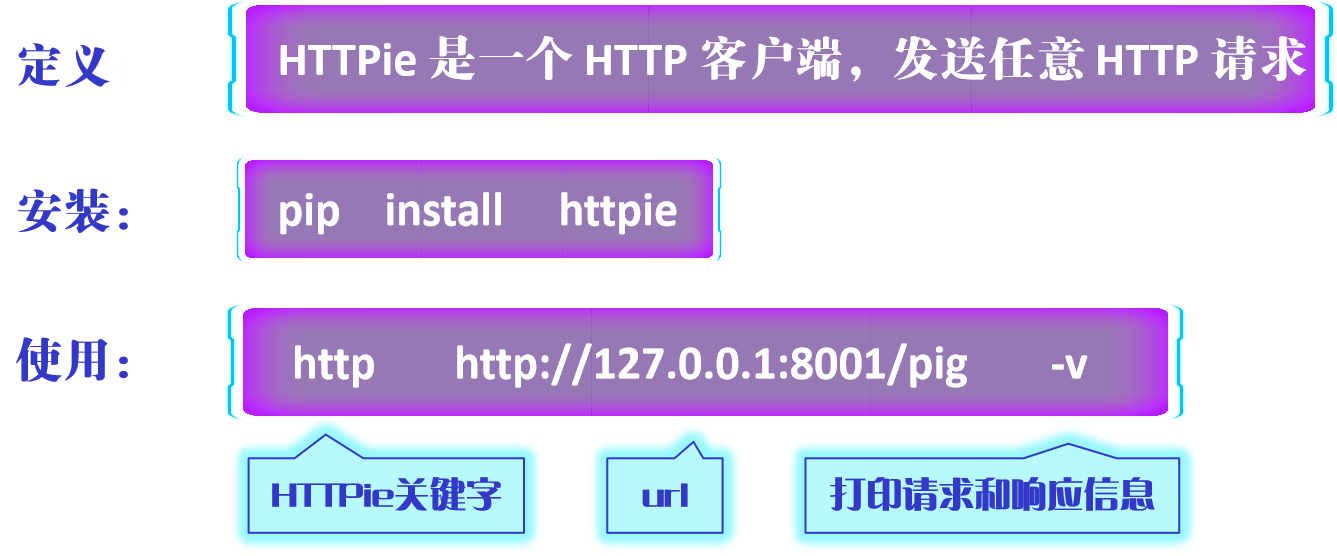 定义 HTTPie 是一个 HTTP 客户端，发送任意 HTTP 请求
安装： pip install httpie
使用： http http://127.0.0.1:8001/pig -v
HTTPie关键字 url 打印请求和响应信息